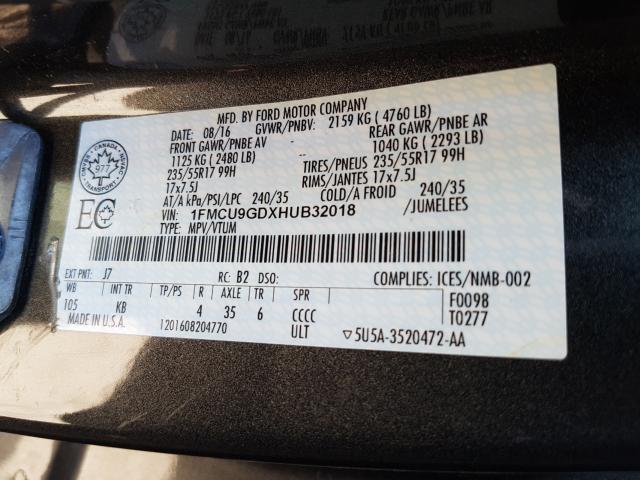 MFD. BY FORD MOTOR COMPANY
DATE: 08/16 GVWR/PNBV: 2159 KG ( 4760 LB)
FRONT GAWR/PNBE AV REAR GAWR/PNBE AR
1125 KG ( 2480 LB) 1040 KG ( 2293 LB)
235/55R17 99H TIRES/PNEUS 235/55R17 99H
17x7.5J RIMS/JANTES 17x7.5J
AT/A kPa/PSI/LPC 240/35 COLD/A FROID 240/35
VIN: 1FMCU9GDXHUB32018 /JUMELEES
TYPE: MPV/VTUM
CANADA
977
TRANSPORT
EC
EXT PNT: J7 RC: B2 DSO: COMPLIES: ICES/NMB-002
WB INT TR TP/PS R AXLE TR SPR F0098
105 KB 4 35 6 CCCC T0277
MADE IN U.S.A. 1201608204770 ULT ▽5U5A-3520472-AA